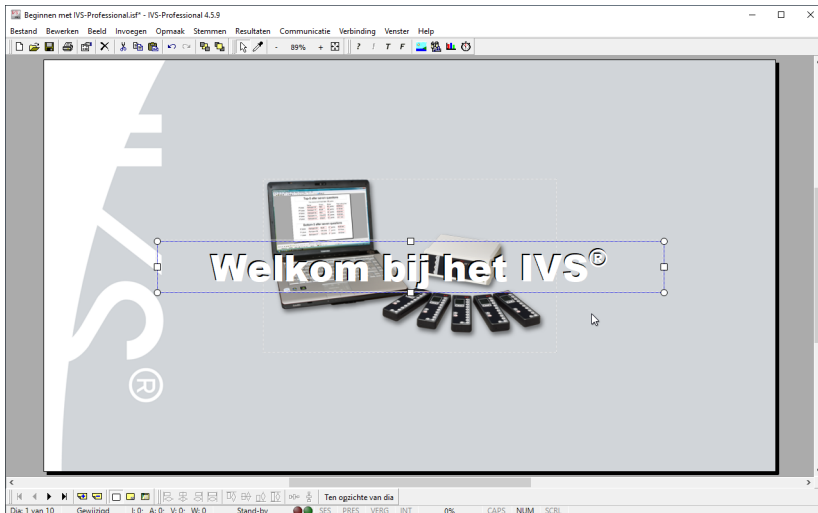 Beginnen met IVS-Professional.isf* - IVS-Professional 4.5.9
Bestand Bewerken Beeld Invoegen Opmaak Stemmen Resultaten Communicatie Verbinding Venster Help
- 89% + ? ! T F
IVS®
Welkom bij het IVS®
Ten opzichte van dia
Dia: 1 van 10 Gewijzigd I: 0; A: 0; V: 0; W: 0 Stand-by SES PRES VERG INT 0% CAPS NUM SCRL